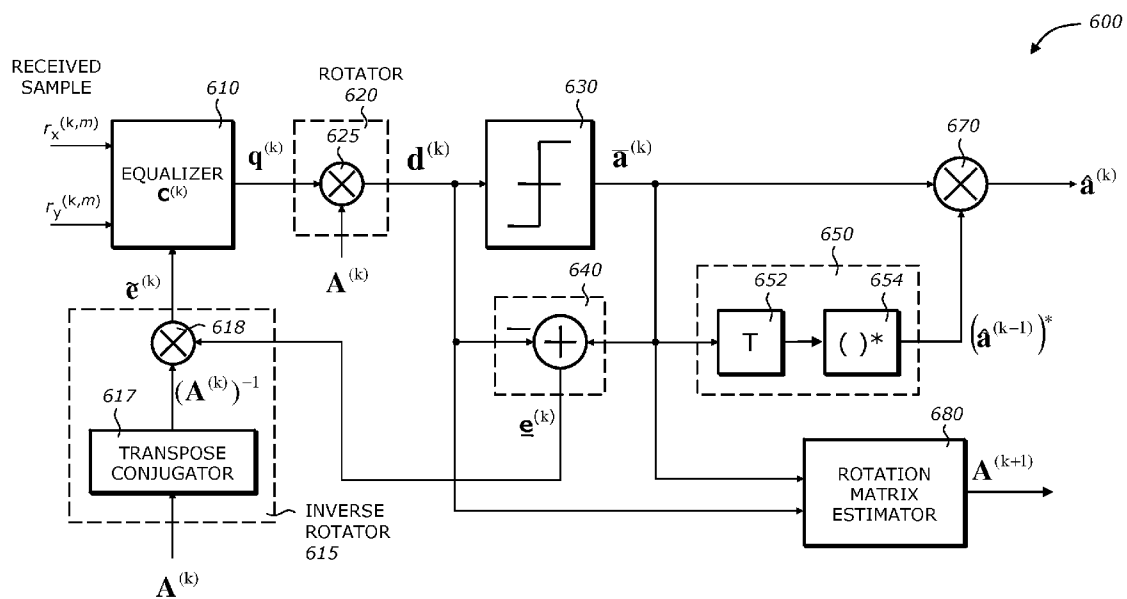 600
RECEIVED
SAMPLE
610
ROTATOR
620
630
670
r_x^(k,m)
625
q^(k)
d^(k)
a̅^(k)
EQUALIZER
C^(k)
â^(k)
r_y^(k,m)
A^(k)
650
640
652
654
ẽ^(k)
618
T
( )*
(â^(k−1))*
(A^(k))^−1
617
e̲^(k)
680
TRANSPOSE
CONJUGATOR
ROTATION
MATRIX
ESTIMATOR
A^(k+1)
INVERSE
ROTATOR
615
A^(k)